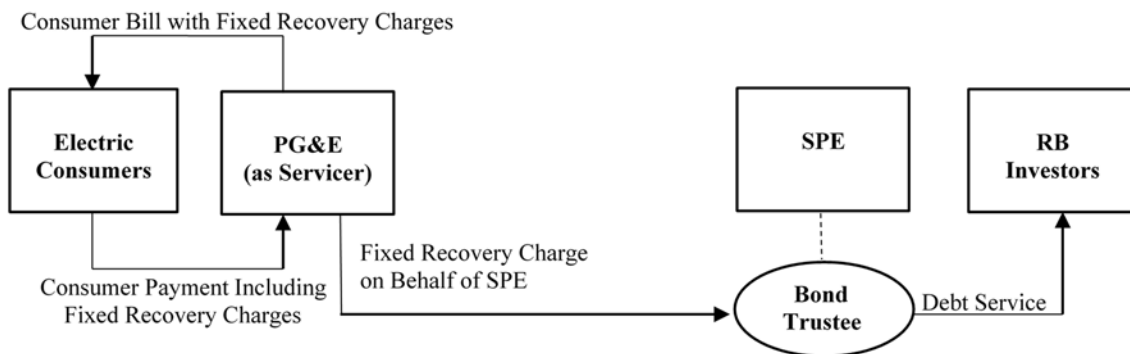 Consumer Bill with Fixed Recovery Charges
Electric
Consumers
PG&E
(as Servicer)
SPE
RB
Investors
Consumer Payment Including
Fixed Recovery Charges
Fixed Recovery Charge
on Behalf of SPE
Bond
Trustee
Debt Service